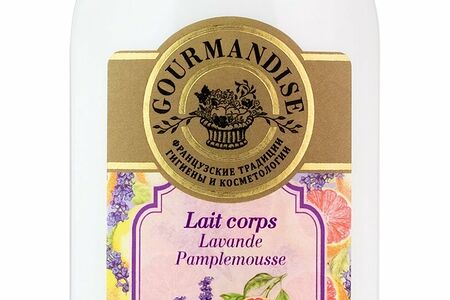 GOURMANDISE
ФРАНЦУЗСКИЕ ТРАДИЦИИ
ГИГИЕНЫ И КОСМЕТОЛОГИИ
Lait corps
Lavande
Pamplemousse